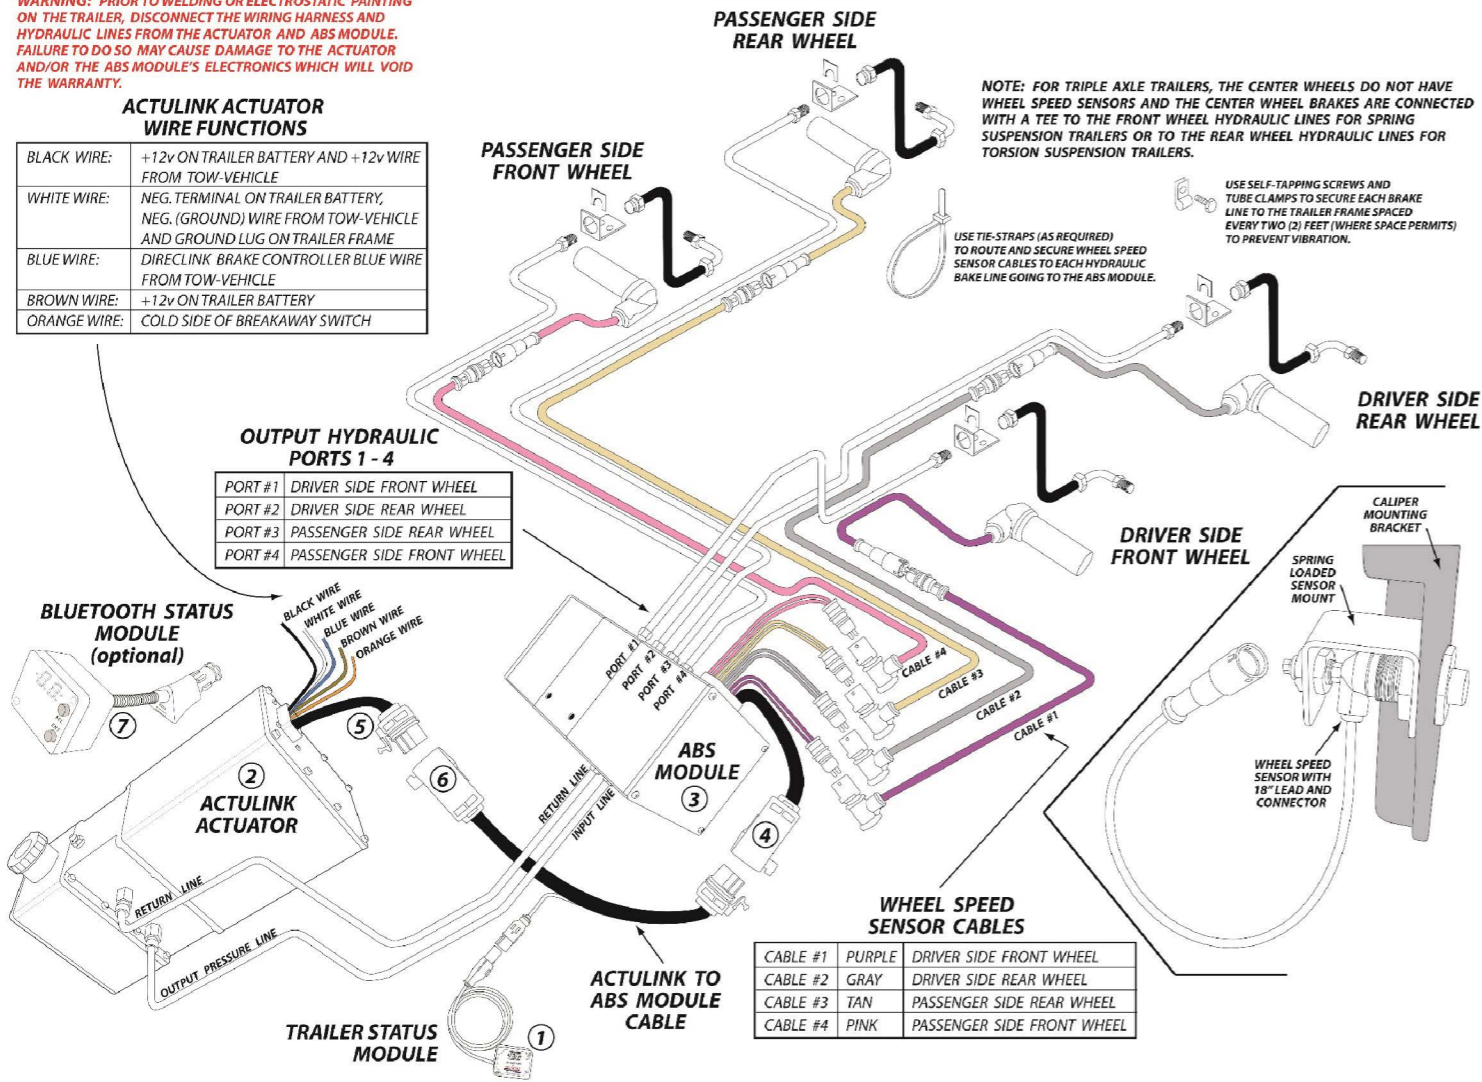 WARNING: PRIOR TO WELDING OR ELECTROSTATIC PAINTING
ON THE TRAILER, DISCONNECT THE WIRING HARNESS AND
HYDRAULIC LINES FROM THE ACTUATOR AND ABS MODULE.
FAILURE TO DO SO MAY CAUSE DAMAGE TO THE ACTUATOR
AND/OR THE ABS MODULE'S ELECTRONICS WHICH WILL VOID
THE WARRANTY.
ACTULINK ACTUATOR
WIRE FUNCTIONS
BLACK WIRE: +12v ON TRAILER BATTERY AND +12v WIRE
FROM TOW-VEHICLE
WHITE WIRE: NEG. TERMINAL ON TRAILER BATTERY,
NEG. (GROUND) WIRE FROM TOW-VEHICLE
AND GROUND LUG ON TRAILER FRAME
BLUE WIRE: DIRECLINK BRAKE CONTROLLER BLUE WIRE
FROM TOW-VEHICLE
BROWN WIRE: +12v ON TRAILER BATTERY
ORANGE WIRE: COLD SIDE OF BREAKAWAY SWITCH
PASSENGER SIDE
REAR WHEEL
PASSENGER SIDE
FRONT WHEEL
NOTE: FOR TRIPLE AXLE TRAILERS, THE CENTER WHEELS DO NOT HAVE
WHEEL SPEED SENSORS AND THE CENTER WHEEL BRAKES ARE CONNECTED
WITH A TEE TO THE FRONT WHEEL HYDRAULIC LINES FOR SPRING
SUSPENSION TRAILERS OR TO THE REAR WHEEL HYDRAULIC LINES FOR
TORSION SUSPENSION TRAILERS.
USE SELF-TAPPING SCREWS AND
TUBE CLAMPS TO SECURE EACH BRAKE
LINE TO THE TRAILER FRAME SPACED
EVERY TWO (2) FEET (WHERE SPACE PERMITS)
TO PREVENT VIBRATION.
USE TIE-STRAPS (AS REQUIRED)
TO ROUTE AND SECURE WHEEL SPEED
SENSOR CABLES TO EACH HYDRAULIC
BAKE LINE GOING TO THE ABS MODULE.
DRIVER SIDE
REAR WHEEL
DRIVER SIDE
FRONT WHEEL
OUTPUT HYDRAULIC
PORTS 1 - 4
PORT #1 DRIVER SIDE FRONT WHEEL
PORT #2 DRIVER SIDE REAR WHEEL
PORT #3 PASSENGER SIDE REAR WHEEL
PORT #4 PASSENGER SIDE FRONT WHEEL
CALIPER
MOUNTING
BRACKET
SPRING
LOADED
SENSOR
MOUNT
WHEEL SPEED
SENSOR WITH
18" LEAD AND
CONNECTOR
BLUETOOTH STATUS
MODULE
(optional)
7
BLACK WIRE
WHITE WIRE
BLUE WIRE
BROWN WIRE
ORANGE WIRE
5
6
2
ACTULINK
ACTUATOR
PORT #1
PORT #2
PORT #3
PORT #4
CABLE #4
CABLE #3
CABLE #2
CABLE #1
ABS
MODULE
3
4
RETURN LINE
INPUT LINE
RETURN LINE
OUTPUT PRESSURE LINE
WHEEL SPEED
SENSOR CABLES
CABLE #1 PURPLE DRIVER SIDE FRONT WHEEL
CABLE #2 GRAY DRIVER SIDE REAR WHEEL
CABLE #3 TAN PASSENGER SIDE REAR WHEEL
CABLE #4 PINK PASSENGER SIDE FRONT WHEEL
ACTULINK TO
ABS MODULE
CABLE
TRAILER STATUS
MODULE
1